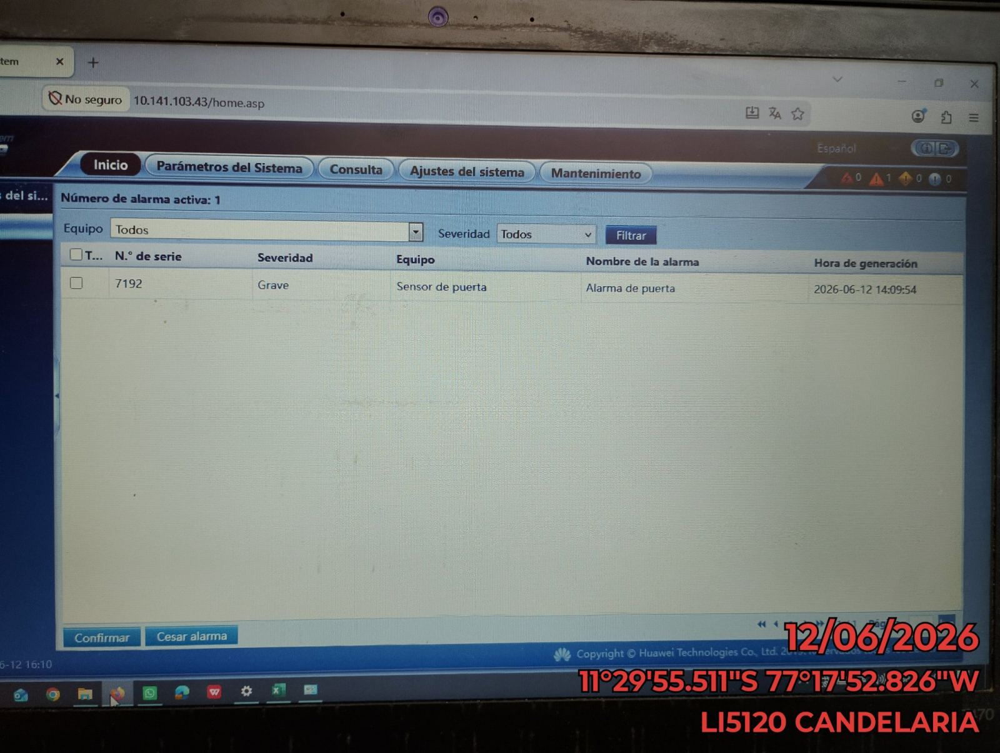 tem
No seguro 10.141.103.43/home.asp
Español
Inicio Parámetros del Sistema Consulta Ajustes del sistema Mantenimiento
0 1 0 0
del si...
Número de alarma activa: 1
Equipo Todos Severidad Todos Filtrar
T... N.° de serie Severidad Equipo Nombre de la alarma Hora de generación
7192 Grave Sensor de puerta Alarma de puerta 2026-06-12 14:09:54
Confirmar Cesar alarma
Copyright © Huawei Technologies Co., Ltd.
6-12 16:10
12/06/2026
11°29'55.511"S 77°17'52.826"W
LI5120 CANDELARIA